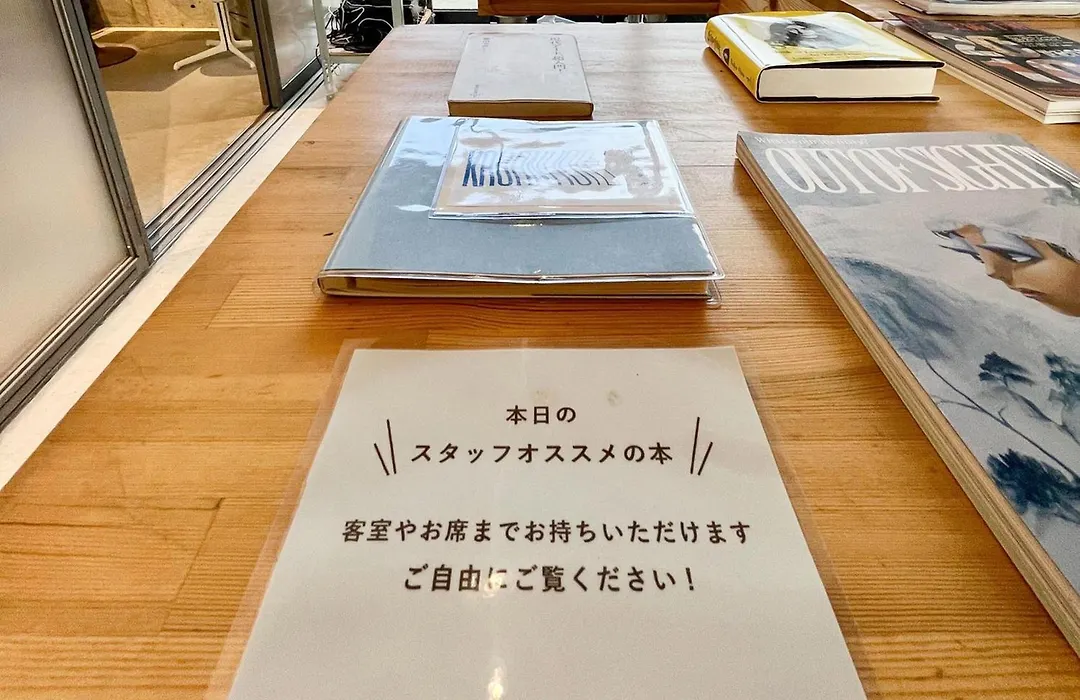 OUT OF SIGHT
本日の
スタッフオススメの本
客室やお席までお持ちいただけます
ご自由にご覧ください!